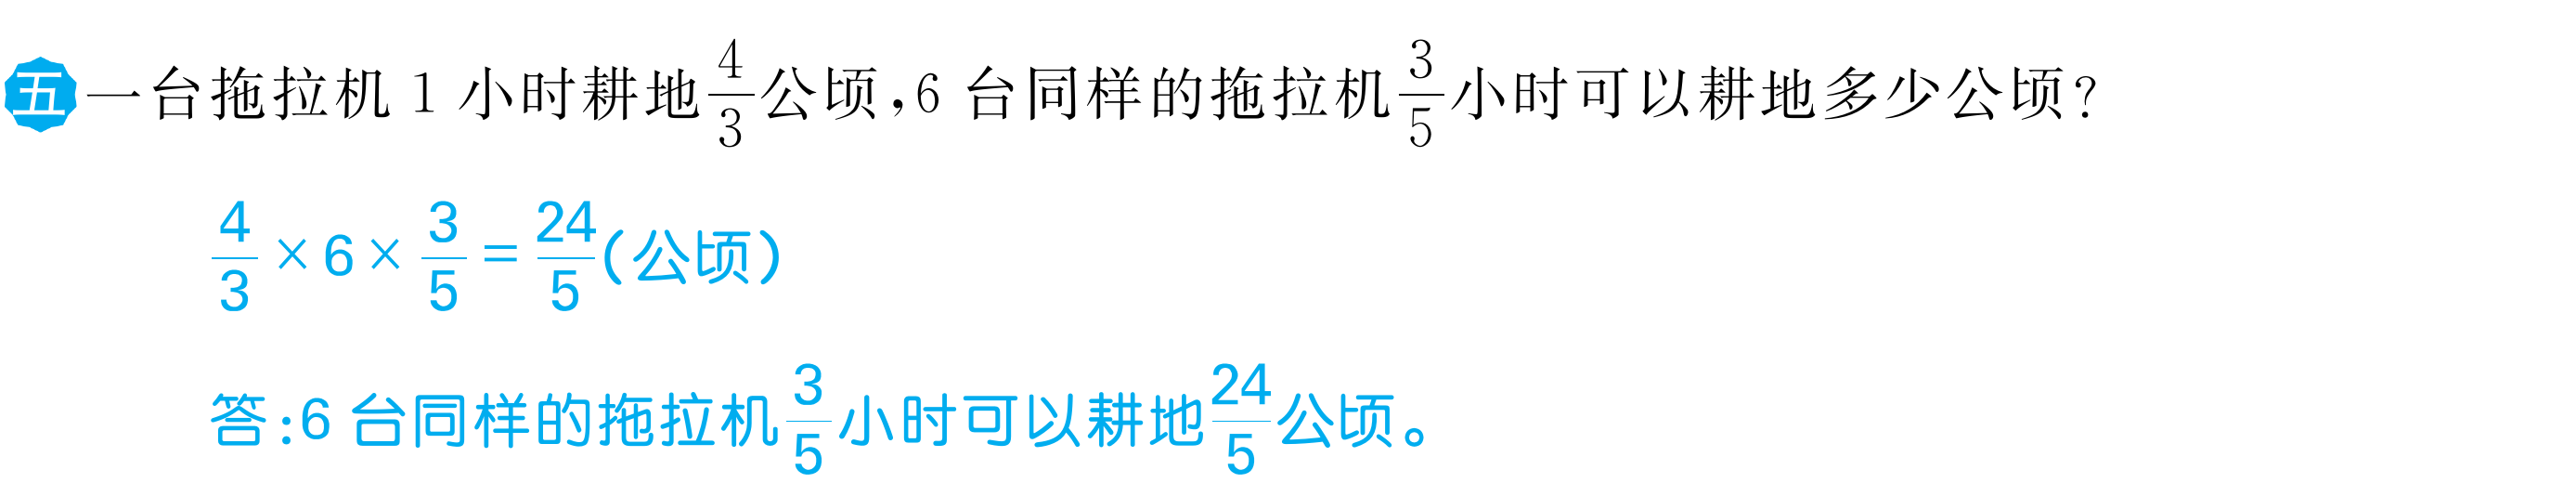 五 一台拖拉机 1 小时耕地4/3公顷,6 台同样的拖拉机3/5小时可以耕地多少公顷?
4/3×6×3/5=24/5(公顷)
答:6 台同样的拖拉机3/5小时可以耕地24/5公顷。